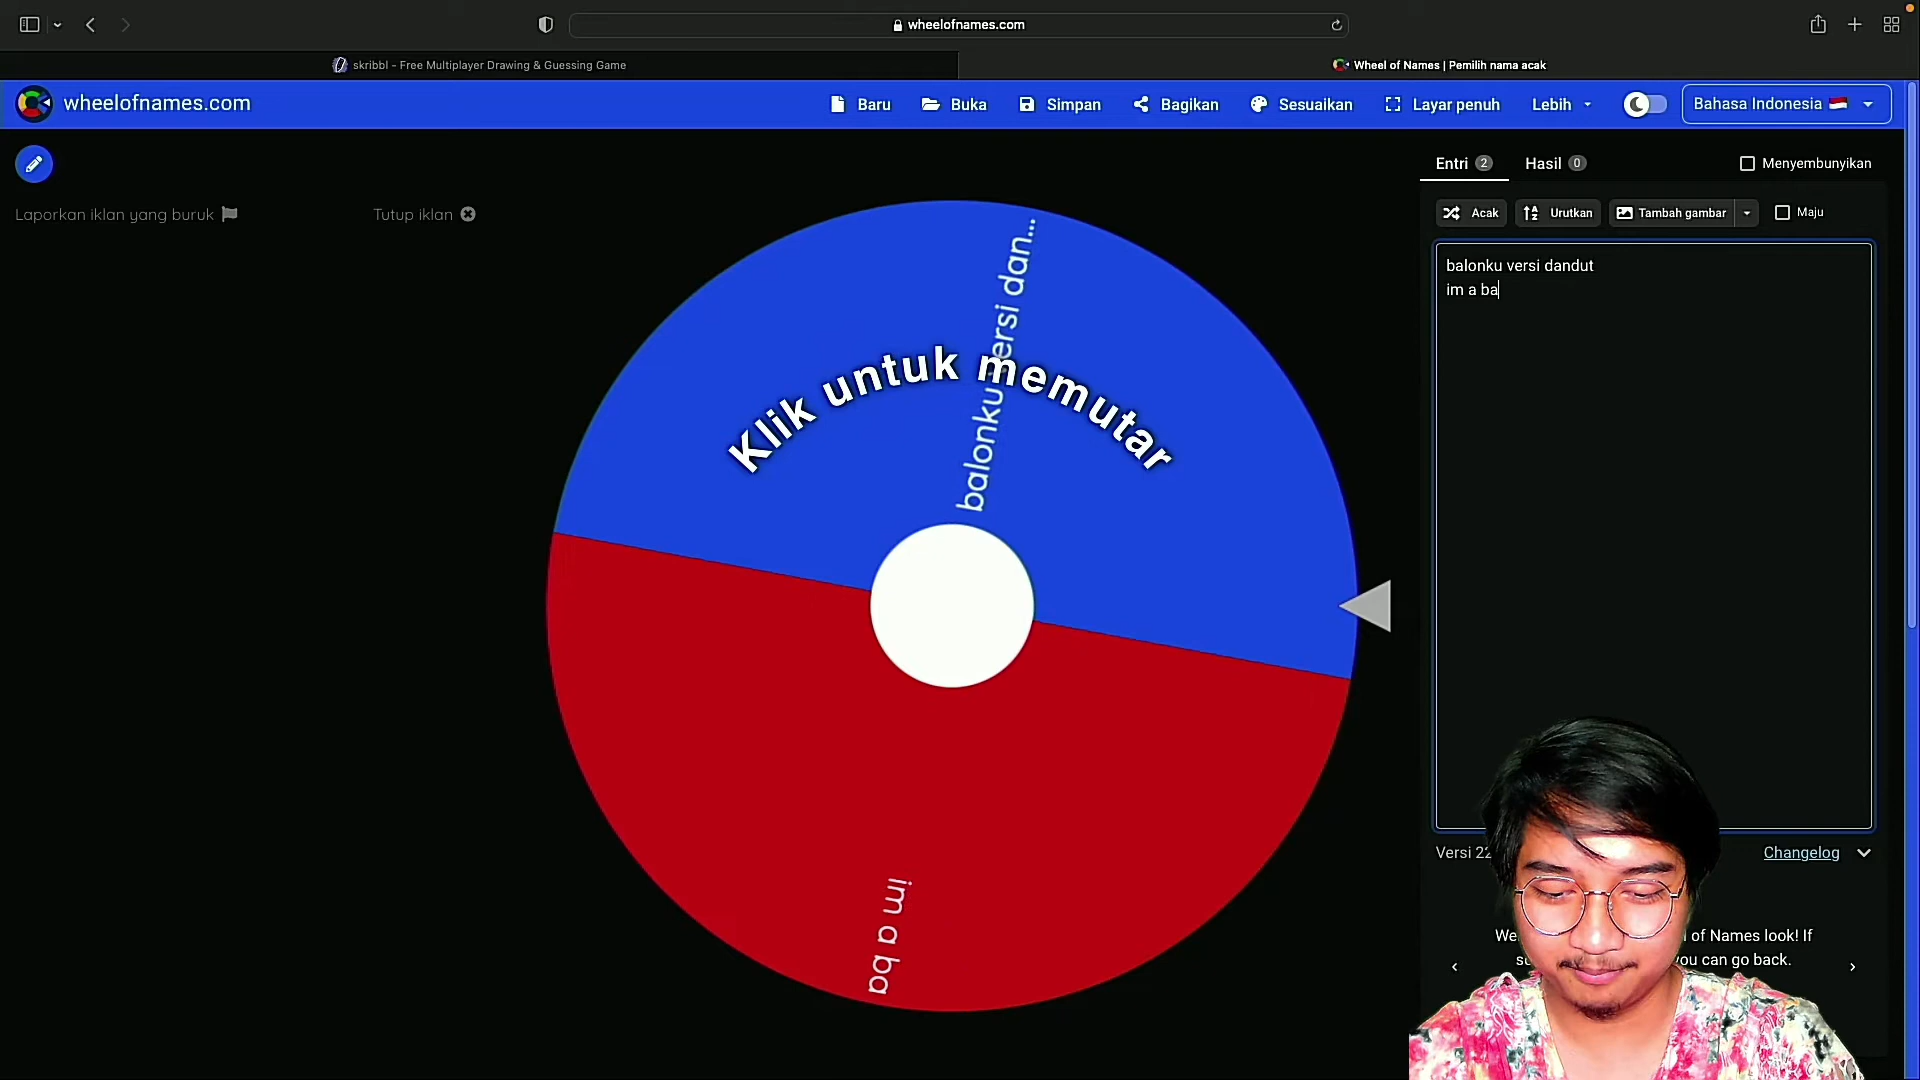 wheelofnames.com
skribbl - Free Multiplayer Drawing & Guessing Game
Wheel of Names | Pemilih nama acak
wheelofnames.com
Baru
Buka
Simpan
Bagikan
Sesuaikan
Layar penuh
Lebih
Bahasa Indonesia
Laporkan iklan yang buruk
Tutup iklan
Entri 2
Hasil 0
Menyembunyikan
Acak
Urutkan
Tambah gambar
Maju
balonku versi dandut
im a ba
balonku versi dan...
Klik untuk memutar
im a ba
Versi 22
Changelog
of Names look! If
you can go back.